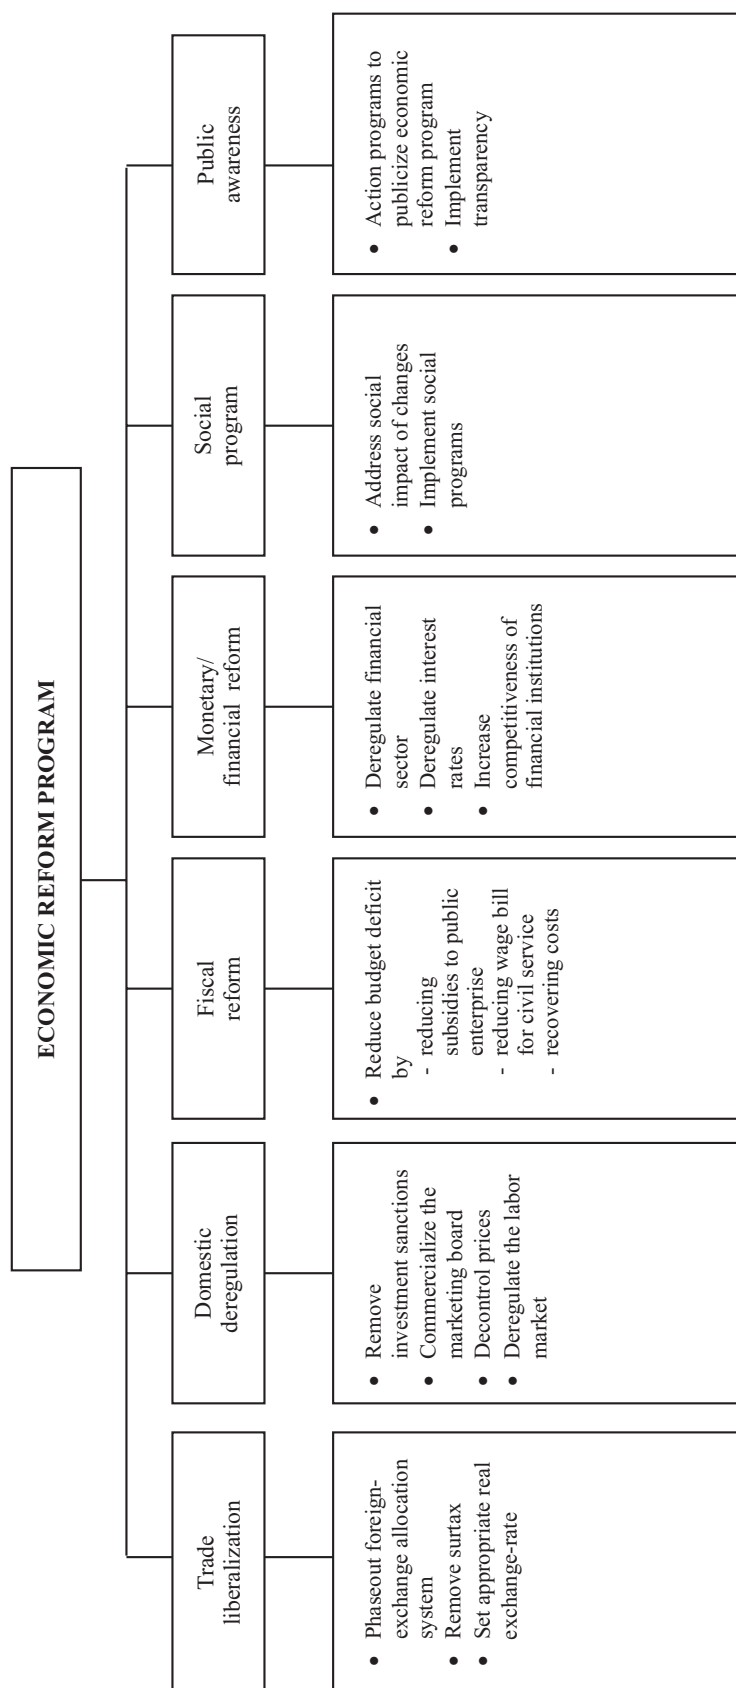 ECONOMIC REFORM PROGRAM
Trade
liberalization
• Phaseout foreign-
exchange allocation
system
• Remove surtax
• Set appropriate real
exchange-rate
Domestic
deregulation
• Remove
investment sanctions
• Commercialize the
marketing board
• Decontrol prices
• Deregulate the labor
market
Fiscal
reform
• Reduce budget deficit
by
- reducing
subsidies to public
enterprise
- reducing wage bill
for civil service
- recovering costs
Monetary/
financial reform
• Deregulate financial
sector
• Deregulate interest
rates
• Increase
competitiveness of
financial institutions
Social
program
• Address social
impact of changes
• Implement social
programs
Public
awareness
• Action programs to
publicize economic
reform program
• Implement
transparency